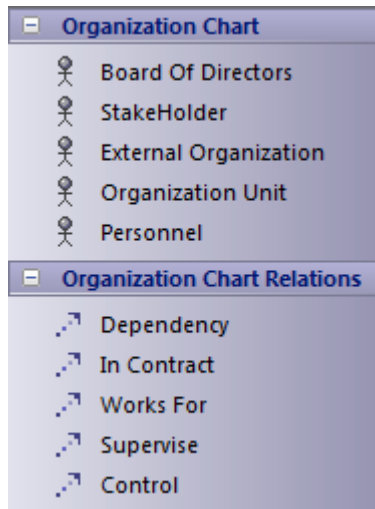 Organization Chart
Board Of Directors
StakeHolder
External Organization
Organization Unit
Personnel
Organization Chart Relations
Dependency
In Contract
Works For
Supervise
Control